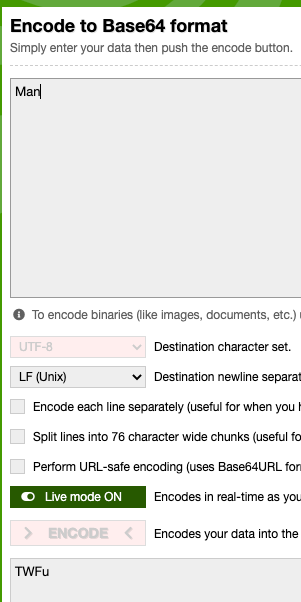 Encode to Base64 format
Simply enter your data then push the encode button.
Man
To encode binaries (like images, documents, etc.)
UTF-8 Destination character set.
LF (Unix) Destination newline separat
Encode each line separately (useful for when you h
Split lines into 76 character wide chunks (useful fo
Perform URL-safe encoding (uses Base64URL for
Live mode ON Encodes in real-time as you
> ENCODE < Encodes your data into the
TWFu